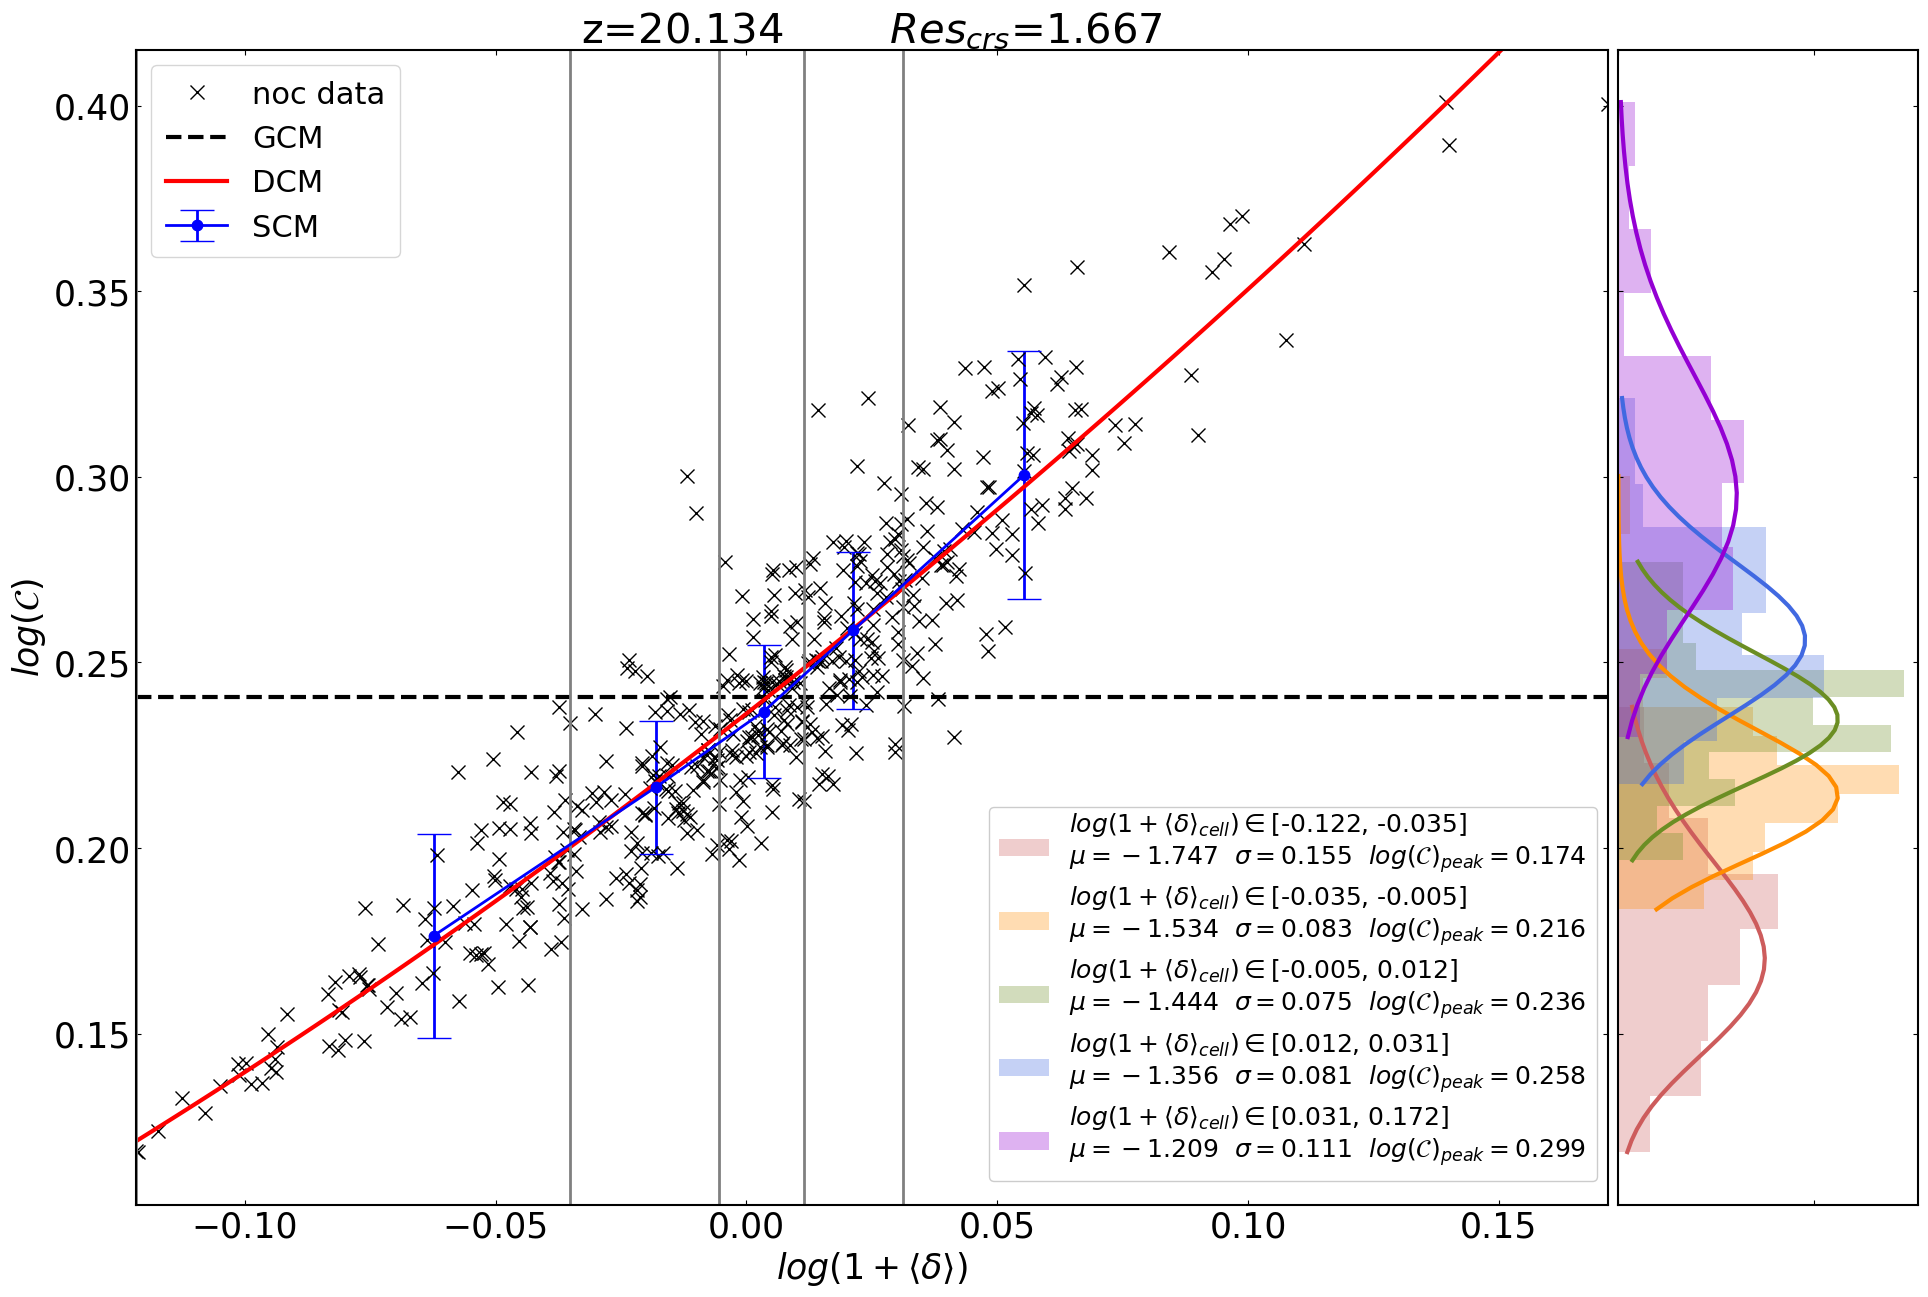 z=20.134 Res_crs=1.667
noc data
GCM
DCM
SCM
0.40
0.35
0.30
0.25
0.20
0.15
log(𝒞)
log(1 + ⟨δ⟩_cell) ∈ [-0.122, -0.035]
μ = −1.747 σ = 0.155 log(𝒞)_peak = 0.174
log(1 + ⟨δ⟩_cell) ∈ [-0.035, -0.005]
μ = −1.534 σ = 0.083 log(𝒞)_peak = 0.216
log(1 + ⟨δ⟩_cell) ∈ [-0.005, 0.012]
μ = −1.444 σ = 0.075 log(𝒞)_peak = 0.236
log(1 + ⟨δ⟩_cell) ∈ [0.012, 0.031]
μ = −1.356 σ = 0.081 log(𝒞)_peak = 0.258
log(1 + ⟨δ⟩_cell) ∈ [0.031, 0.172]
μ = −1.209 σ = 0.111 log(𝒞)_peak = 0.299
−0.10 −0.05 0.00 0.05 0.10 0.15
log(1 + ⟨δ⟩)